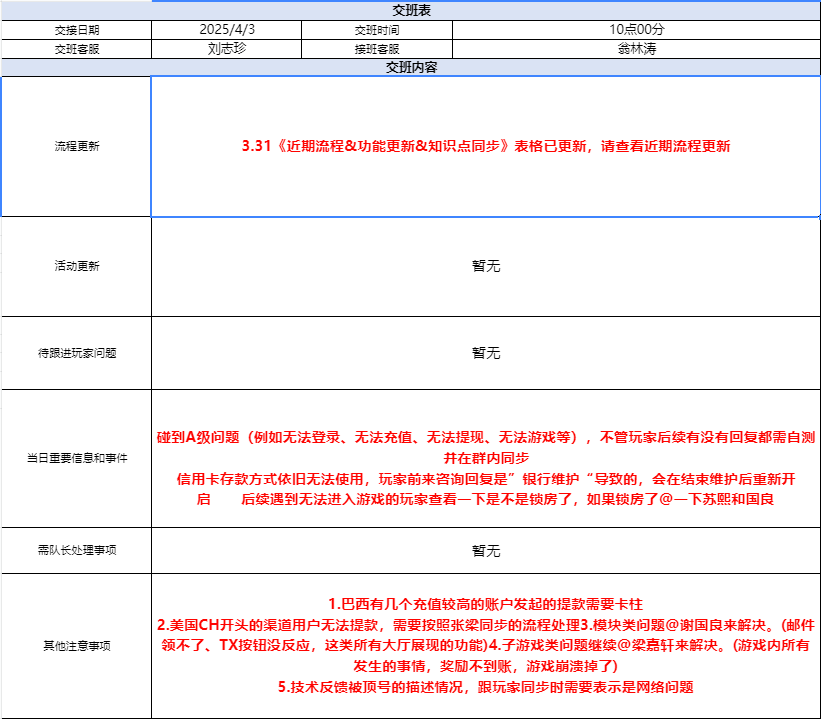 交班表
交接日期 2025/4/3 交班时间 10点00分
交班客服 刘志珍 接班客服 翁林涛
交班内容
流程更新 3.31《近期流程&功能更新&知识点同步》表格已更新，请查看近期流程更新
活动更新 暂无
待跟进玩家问题 暂无
当日重要信息和事件
碰到A级问题（例如无法登录、无法充值、无法提现、无法游戏等），不管玩家后续有没有回复都需自测
并在群内同步
信用卡存款方式依旧无法使用，玩家前来咨询回复是”银行维护“导致的，会在结束维护后重新开
启 后续遇到无法进入游戏的玩家查看一下是不是锁房了，如果锁房了@一下苏熙和国良
需队长处理事项 暂无
其他注意事项
1.巴西有几个充值较高的账户发起的提款需要卡柱
2.美国CH开头的渠道用户无法提款，需要按照张梁同步的流程处理3.模块类问题@谢国良来解决。(邮件
领不了、TX按钮没反应，这类所有大厅展现的功能)4.子游戏类问题继续@梁嘉轩来解决。(游戏内所有
发生的事情，奖励不到账，游戏崩溃掉了)
5.技术反馈被顶号的描述情况，跟玩家同步时需要表示是网络问题